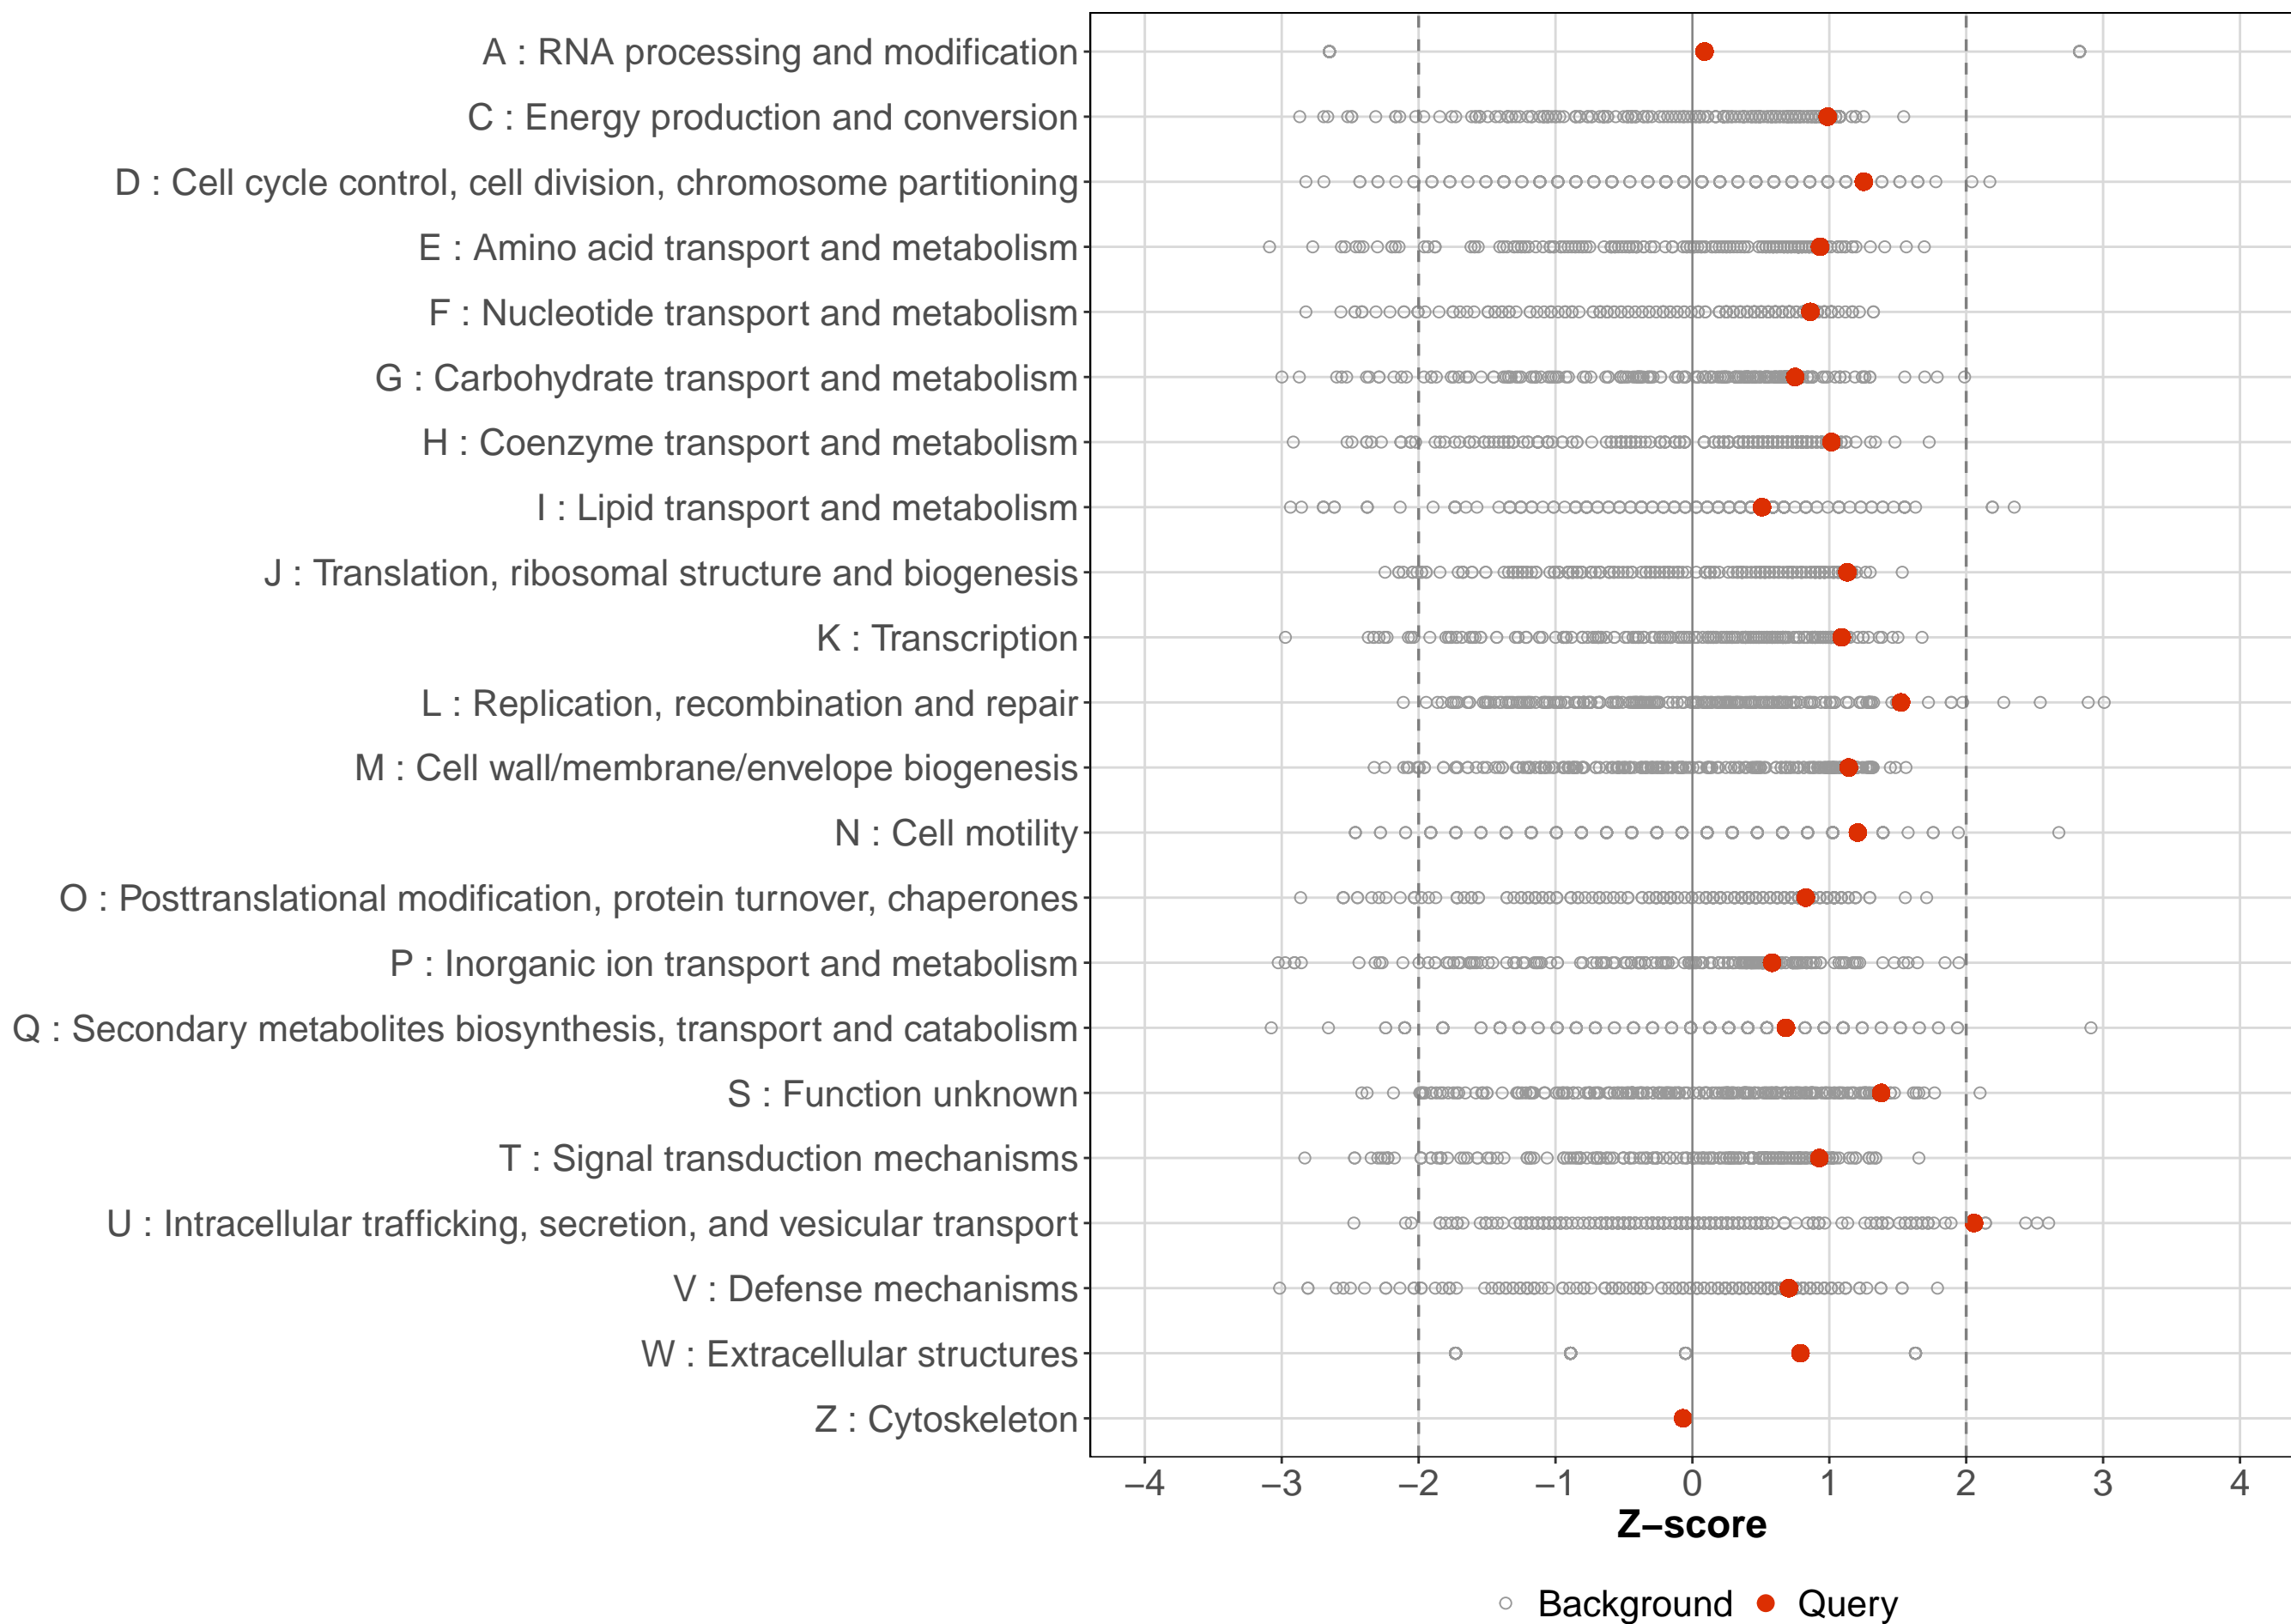 A : RNA processing and modification
C : Energy production and conversion
D : Cell cycle control, cell division, chromosome partitioning
E : Amino acid transport and metabolism
F : Nucleotide transport and metabolism
G : Carbohydrate transport and metabolism
H : Coenzyme transport and metabolism
I : Lipid transport and metabolism
J : Translation, ribosomal structure and biogenesis
K : Transcription
L : Replication, recombination and repair
M : Cell wall/membrane/envelope biogenesis
N : Cell motility
O : Posttranslational modification, protein turnover, chaperones
P : Inorganic ion transport and metabolism
Q : Secondary metabolites biosynthesis, transport and catabolism
S : Function unknown
T : Signal transduction mechanisms
U : Intracellular trafficking, secretion, and vesicular transport
V : Defense mechanisms
W : Extracellular structures
Z : Cytoskeleton
−4 −3 −2 −1 0 1 2 3 4
Z−score
Background Query